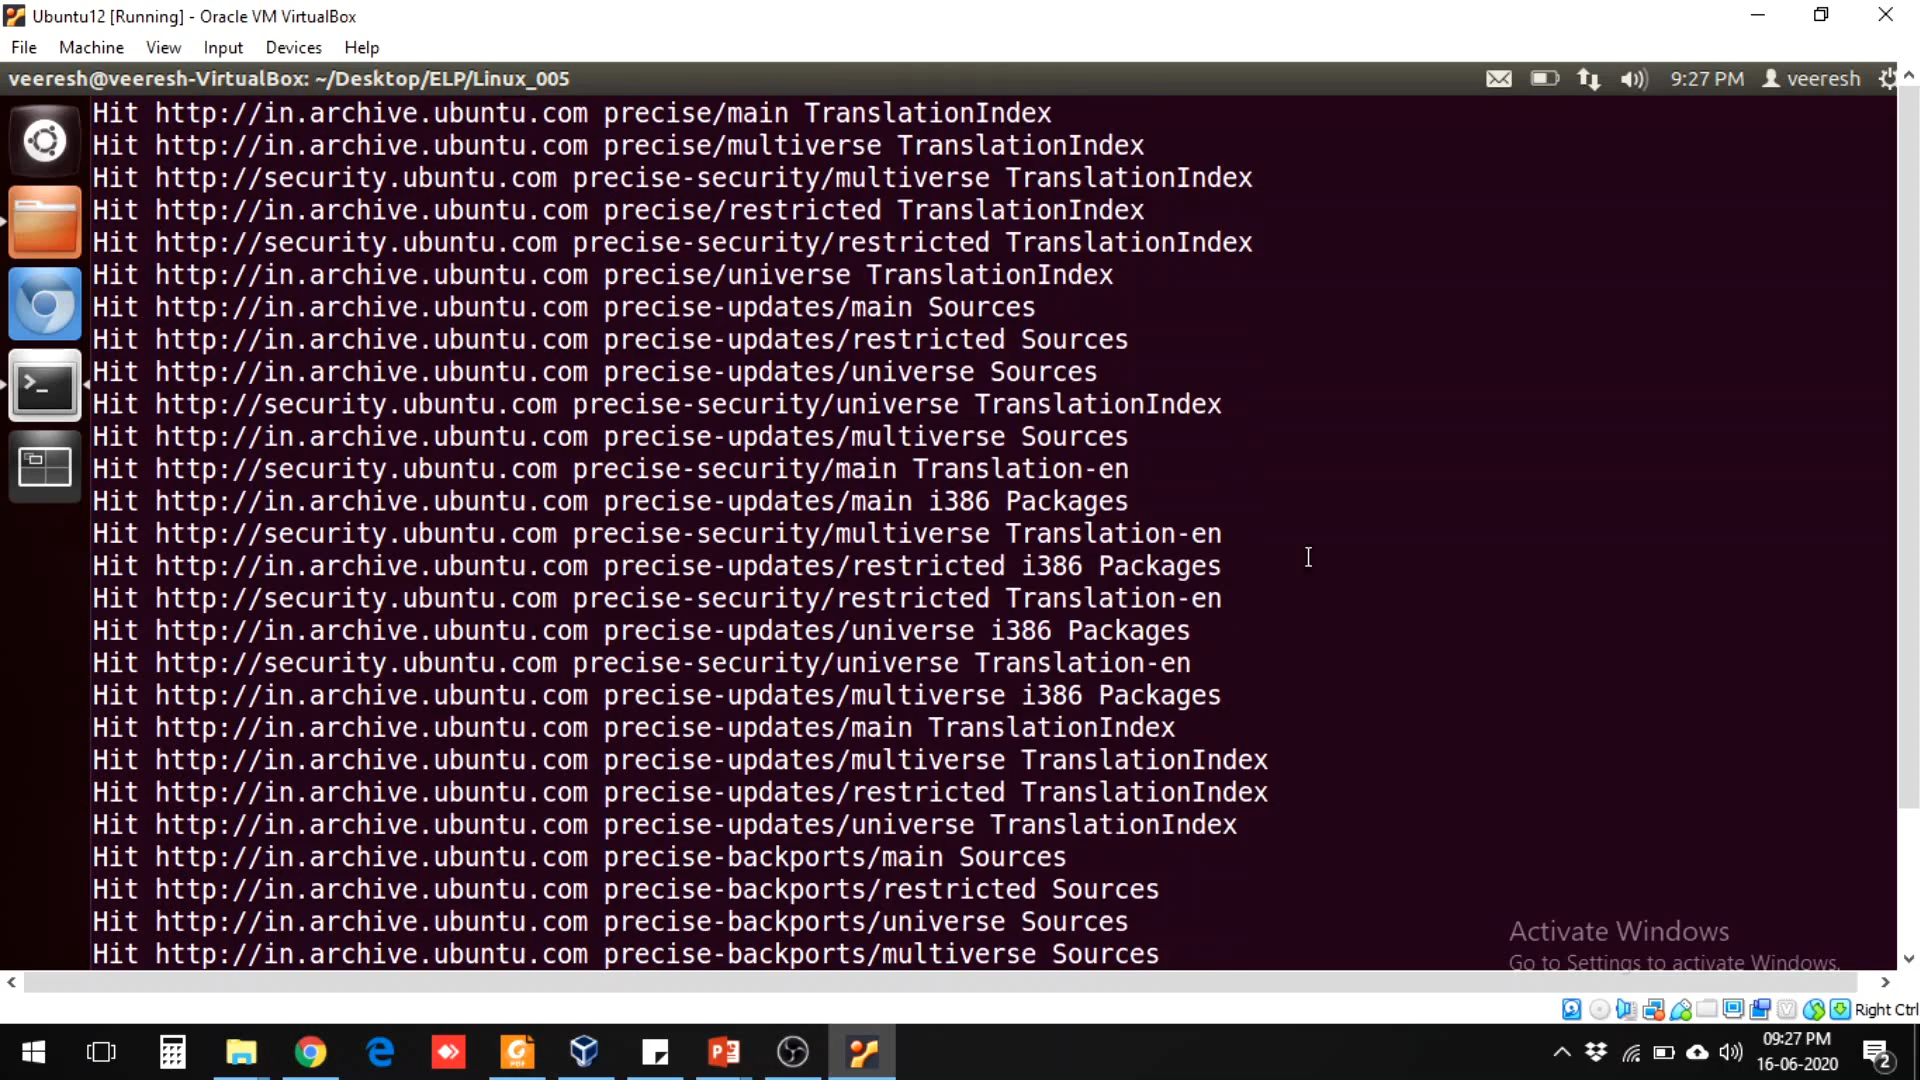 Ubuntu12 [Running] - Oracle VM VirtualBox
File Machine View Input Devices Help
veeresh@veeresh-VirtualBox: ~/Desktop/ELP/Linux_005 9:27 PM veeresh
Hit http://in.archive.ubuntu.com precise/main TranslationIndex
Hit http://in.archive.ubuntu.com precise/multiverse TranslationIndex
Hit http://security.ubuntu.com precise-security/multiverse TranslationIndex
Hit http://in.archive.ubuntu.com precise/restricted TranslationIndex
Hit http://security.ubuntu.com precise-security/restricted TranslationIndex
Hit http://in.archive.ubuntu.com precise/universe TranslationIndex
Hit http://in.archive.ubuntu.com precise-updates/main Sources
Hit http://in.archive.ubuntu.com precise-updates/restricted Sources
Hit http://in.archive.ubuntu.com precise-updates/universe Sources
Hit http://security.ubuntu.com precise-security/universe TranslationIndex
Hit http://in.archive.ubuntu.com precise-updates/multiverse Sources
Hit http://security.ubuntu.com precise-security/main Translation-en
Hit http://in.archive.ubuntu.com precise-updates/main i386 Packages
Hit http://security.ubuntu.com precise-security/multiverse Translation-en
Hit http://in.archive.ubuntu.com precise-updates/restricted i386 Packages
Hit http://security.ubuntu.com precise-security/restricted Translation-en
Hit http://in.archive.ubuntu.com precise-updates/universe i386 Packages
Hit http://security.ubuntu.com precise-security/universe Translation-en
Hit http://in.archive.ubuntu.com precise-updates/multiverse i386 Packages
Hit http://in.archive.ubuntu.com precise-updates/main TranslationIndex
Hit http://in.archive.ubuntu.com precise-updates/multiverse TranslationIndex
Hit http://in.archive.ubuntu.com precise-updates/restricted TranslationIndex
Hit http://in.archive.ubuntu.com precise-updates/universe TranslationIndex
Hit http://in.archive.ubuntu.com precise-backports/main Sources
Hit http://in.archive.ubuntu.com precise-backports/restricted Sources
Hit http://in.archive.ubuntu.com precise-backports/universe Sources
Hit http://in.archive.ubuntu.com precise-backports/multiverse Sources
Activate Windows
Go to Settings to activate Windows.
Right Ctrl
09:27 PM
16-06-2020
2